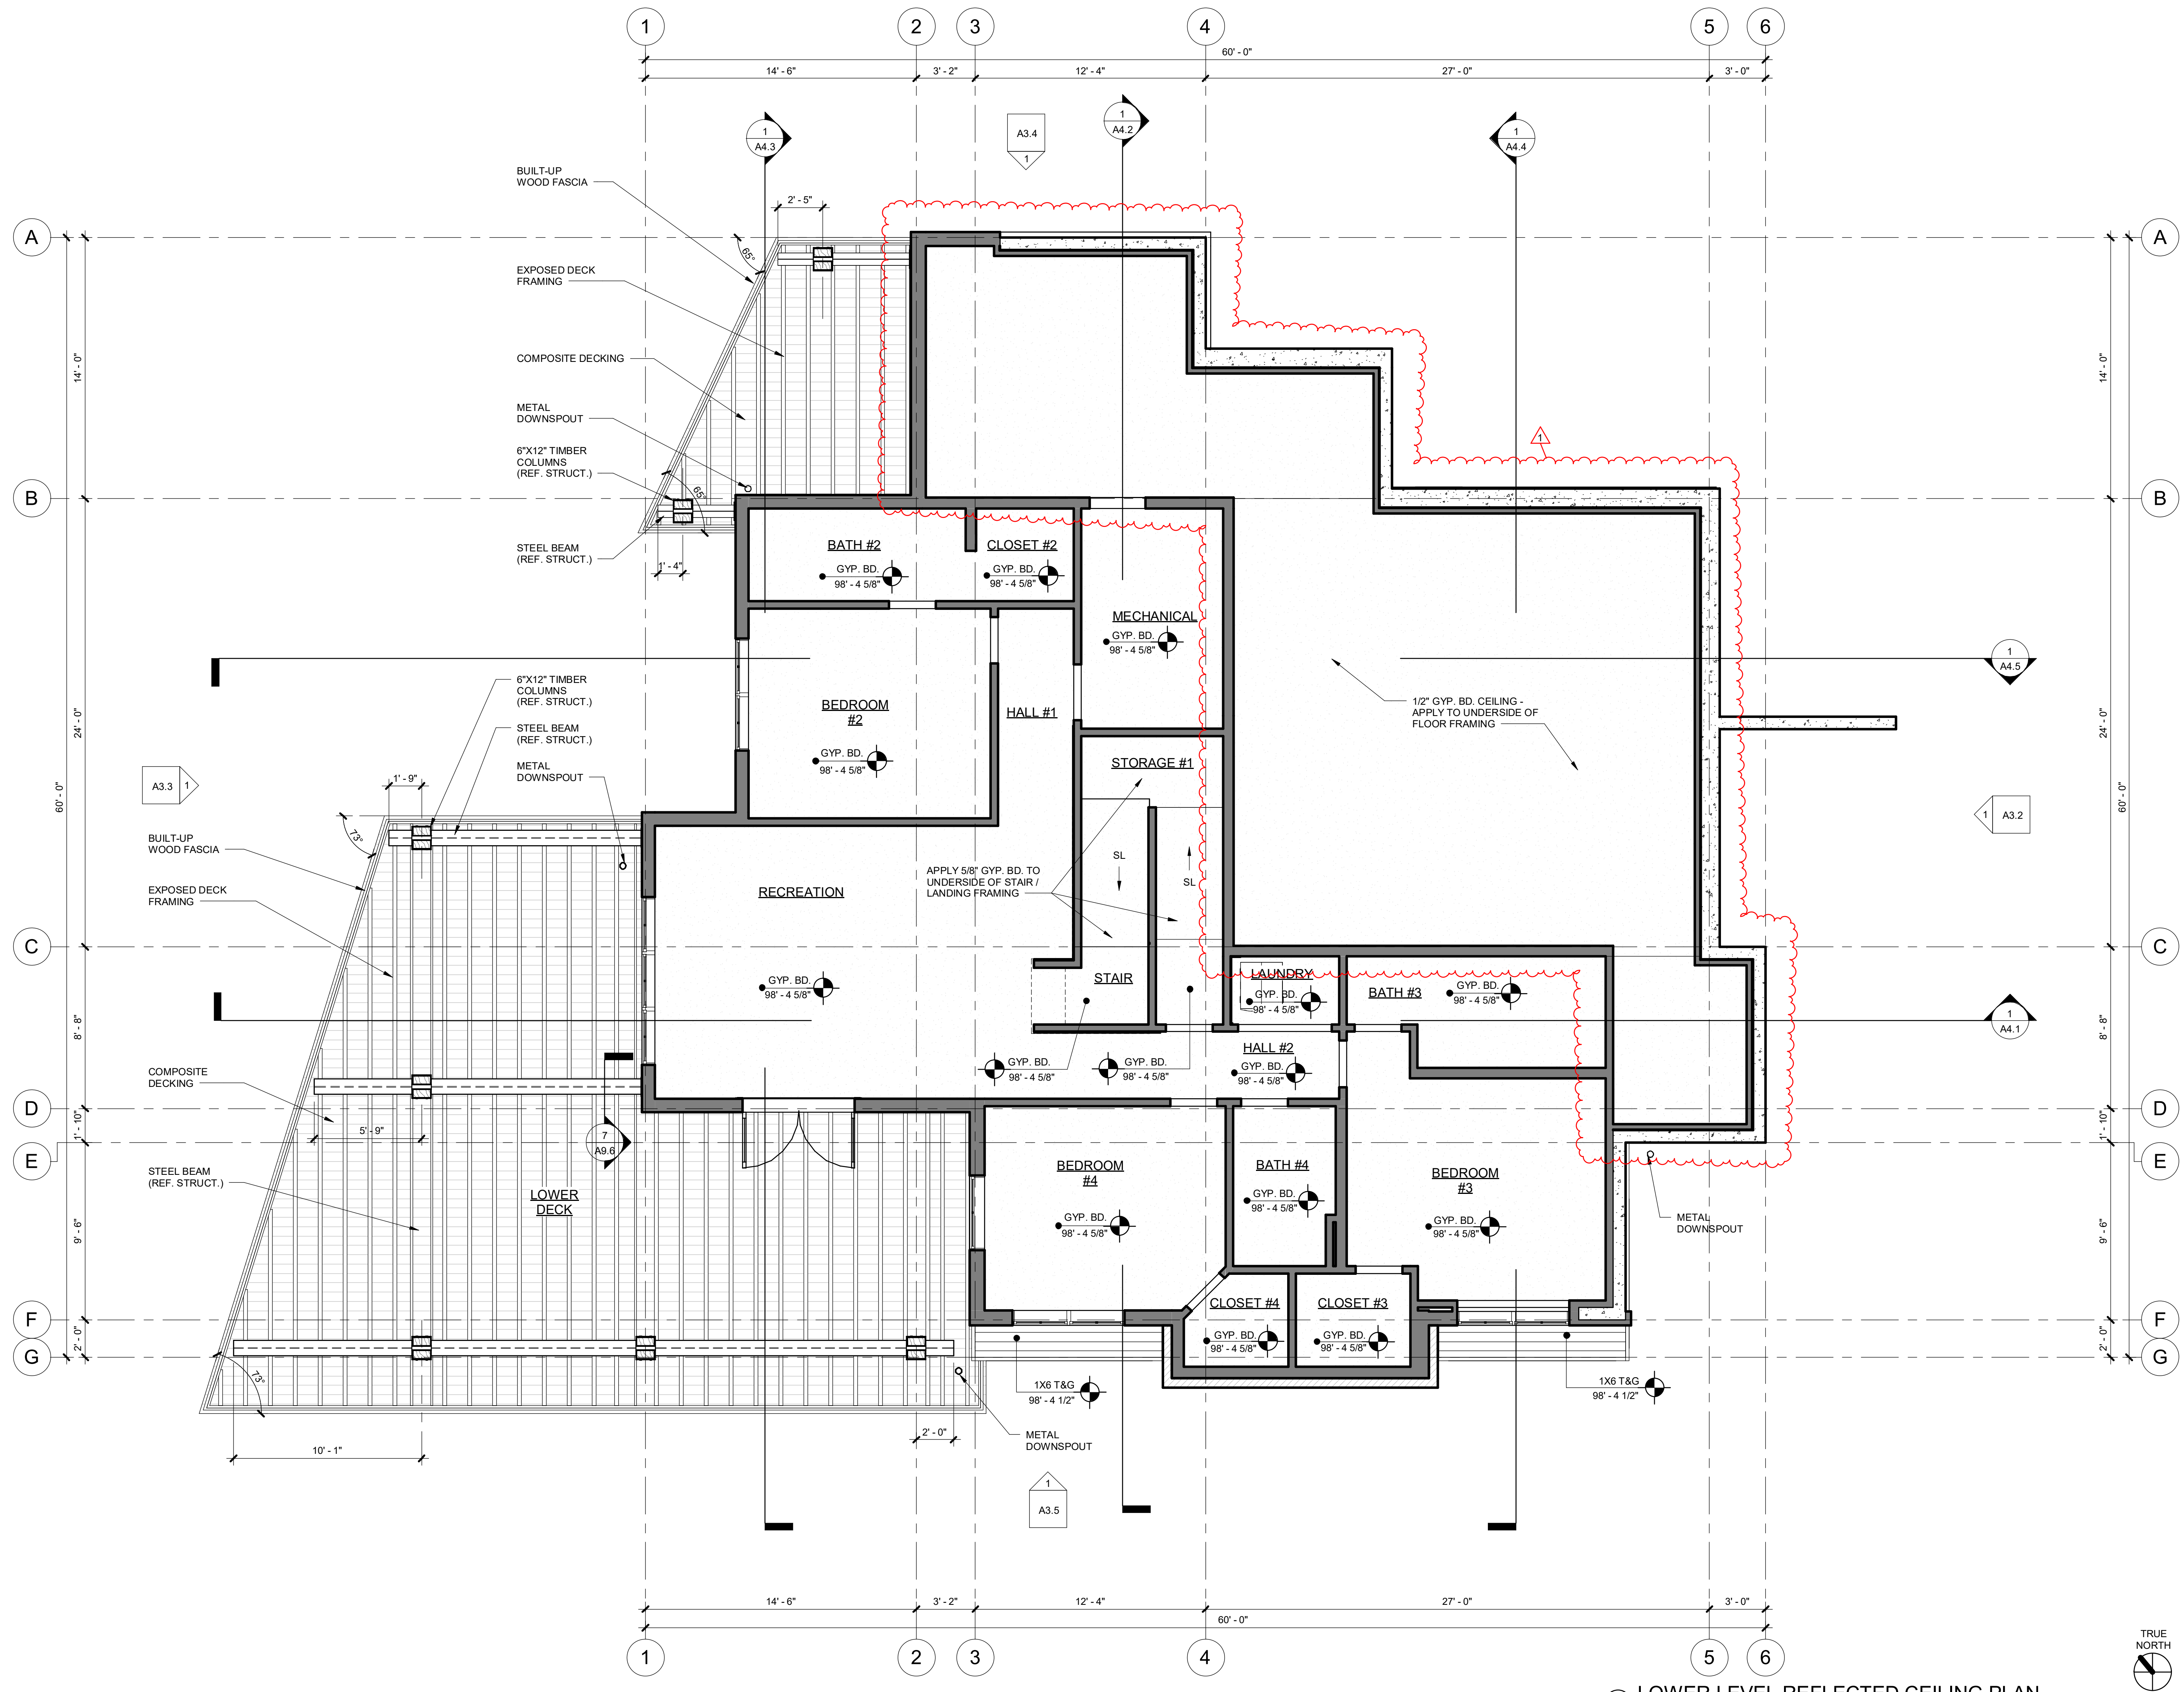 1
2
3
4
5
6
60' - 0"
14' - 6"
3' - 2"
12' - 4"
27' - 0"
3' - 0"
1
A4.3
A3.4
1
1
A4.2
1
A4.4
BUILT-UP
WOOD FASCIA
2' - 5"
A
A
65°
EXPOSED DECK
FRAMING
14' - 0"
14' - 0"
COMPOSITE DECKING
METAL
DOWNSPOUT
1
6"X12" TIMBER
COLUMNS
(REF. STRUCT.)
65°
B
B
STEEL BEAM
(REF. STRUCT.)
1' - 4"
BATH #2
GYP. BD.
98' - 4 5/8"
CLOSET #2
GYP. BD.
98' - 4 5/8"
MECHANICAL
GYP. BD.
98' - 4 5/8"
1
A4.5
6"X12" TIMBER
COLUMNS
(REF. STRUCT.)
STEEL BEAM
(REF. STRUCT.)
METAL
DOWNSPOUT
BEDROOM
#2
GYP. BD.
98' - 4 5/8"
HALL #1
1/2" GYP. BD. CEILING -
APPLY TO UNDERSIDE OF
FLOOR FRAMING
24' - 0"
24' - 0"
STORAGE #1
60' - 0"
60' - 0"
A3.3
1
1' - 9"
1
A3.2
73°
BUILT-UP
WOOD FASCIA
EXPOSED DECK
FRAMING
RECREATION
APPLY 5/8" GYP. BD. TO
UNDERSIDE OF STAIR /
LANDING FRAMING
SL
SL
C
C
GYP. BD.
98' - 4 5/8"
STAIR
LAUNDRY
GYP. BD.
98' - 4 5/8"
BATH #3
GYP. BD.
98' - 4 5/8"
8' - 8"
8' - 8"
1
A4.1
HALL #2
GYP. BD.
98' - 4 5/8"
GYP. BD.
98' - 4 5/8"
GYP. BD.
98' - 4 5/8"
COMPOSITE
DECKING
D
D
5' - 9"
1' - 10"
1' - 10"
7
A9.6
E
E
STEEL BEAM
(REF. STRUCT.)
LOWER
DECK
BEDROOM
#4
GYP. BD.
98' - 4 5/8"
BATH #4
GYP. BD.
98' - 4 5/8"
BEDROOM
#3
GYP. BD.
98' - 4 5/8"
METAL
DOWNSPOUT
9' - 6"
9' - 6"
CLOSET #4
GYP. BD.
98' - 4 5/8"
CLOSET #3
GYP. BD.
98' - 4 5/8"
F
F
2' - 0"
2' - 0"
G
G
73°
1X6 T&G
98' - 4 1/2"
1X6 T&G
98' - 4 1/2"
10' - 1"
2' - 0"
METAL
DOWNSPOUT
1
A3.5
14' - 6"
3' - 2"
12' - 4"
27' - 0"
3' - 0"
60' - 0"
1
2
3
4
5
6
TRUE
NORTH
LOWER LEVEL REFLECTED CEILING PLAN